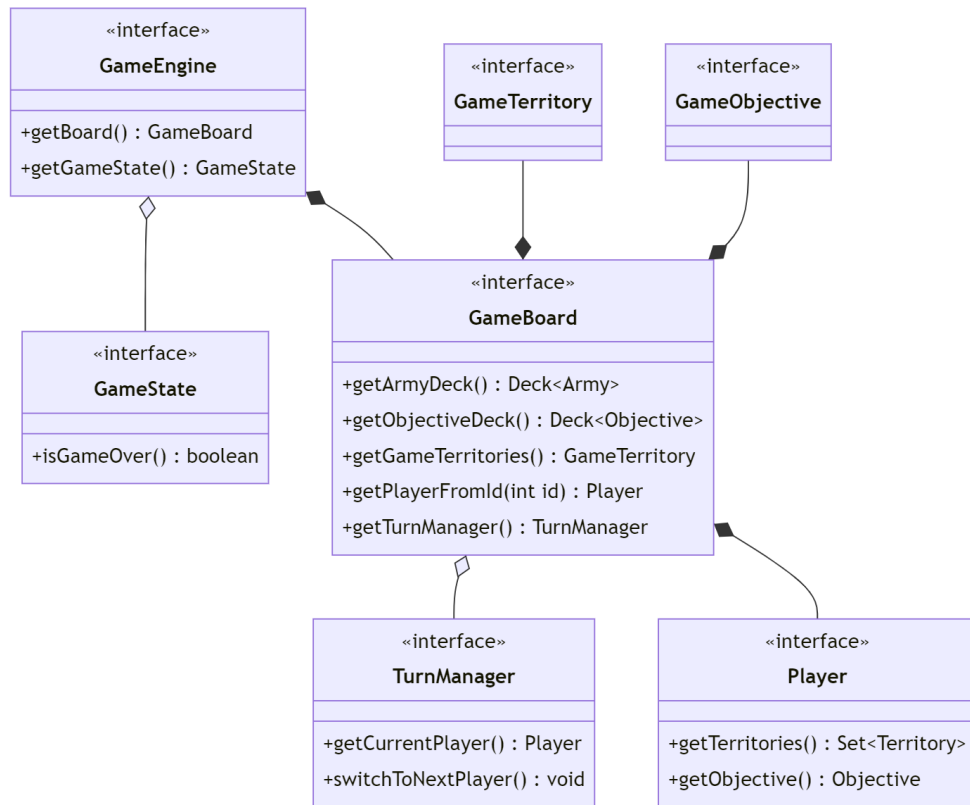 «interface»
GameEngine
+getBoard() : GameBoard
+getGameState() : GameState
«interface»
GameTerritory
«interface»
GameObjective
«interface»
GameBoard
+getArmyDeck() : Deck<Army>
+getObjectiveDeck() : Deck<Objective>
+getGameTerritories() : GameTerritory
+getPlayerFromId(int id) : Player
+getTurnManager() : TurnManager
«interface»
GameState
+isGameOver() : boolean
«interface»
TurnManager
+getCurrentPlayer() : Player
+switchToNextPlayer() : void
«interface»
Player
+getTerritories() : Set<Territory>
+getObjective() : Objective